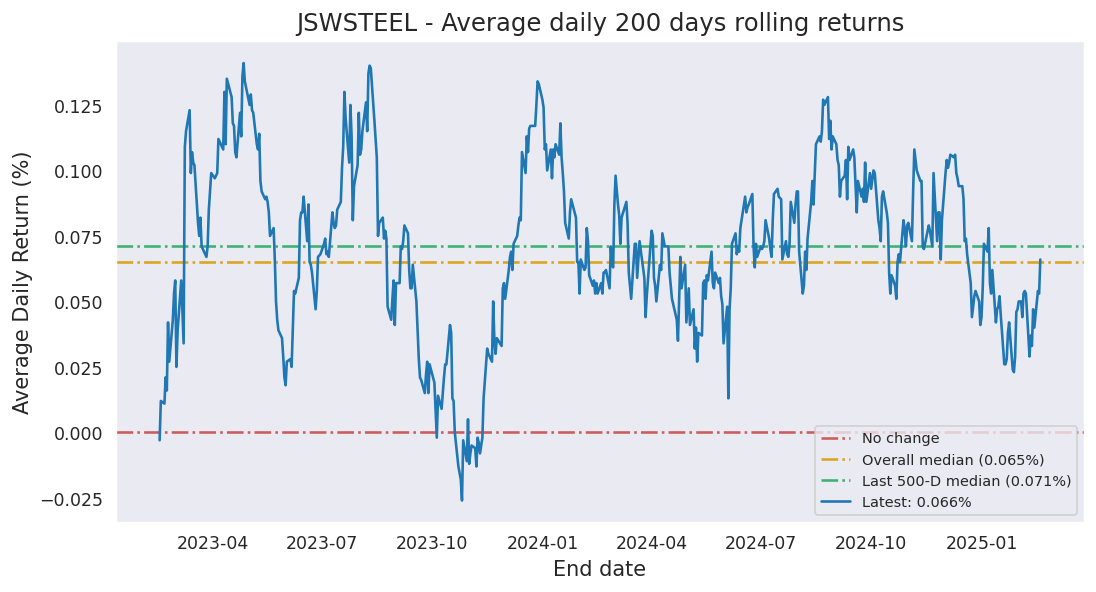 JSWSTEEL - Average daily 200 days rolling returns
Average Daily Return (%)
0.125
0.100
0.075
0.050
0.025
0.000
−0.025
No change
Overall median (0.065%)
Last 500-D median (0.071%)
Latest: 0.066%
2023-04 2023-07 2023-10 2024-01 2024-04 2024-07 2024-10 2025-01
End date